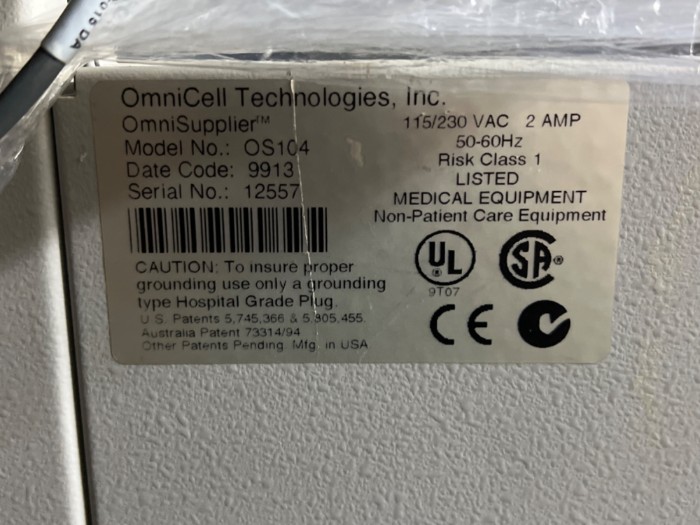 OmniCell Technologies, Inc.
OmniSupplier™
Model No.: OS104
Date Code: 9913
Serial No.: 12557
115/230 VAC 2 AMP
50-60Hz
Risk Class 1
LISTED
MEDICAL EQUIPMENT
Non-Patient Care Equipment
CAUTION: To insure proper
grounding use only a grounding
type Hospital Grade Plug.
U.S. Patents 5,745,366 & 5,805,455.
Australia Patent 73314/94
Other Patents Pending. Mfg. in USA
UL ®
9T07
SA ®
CE